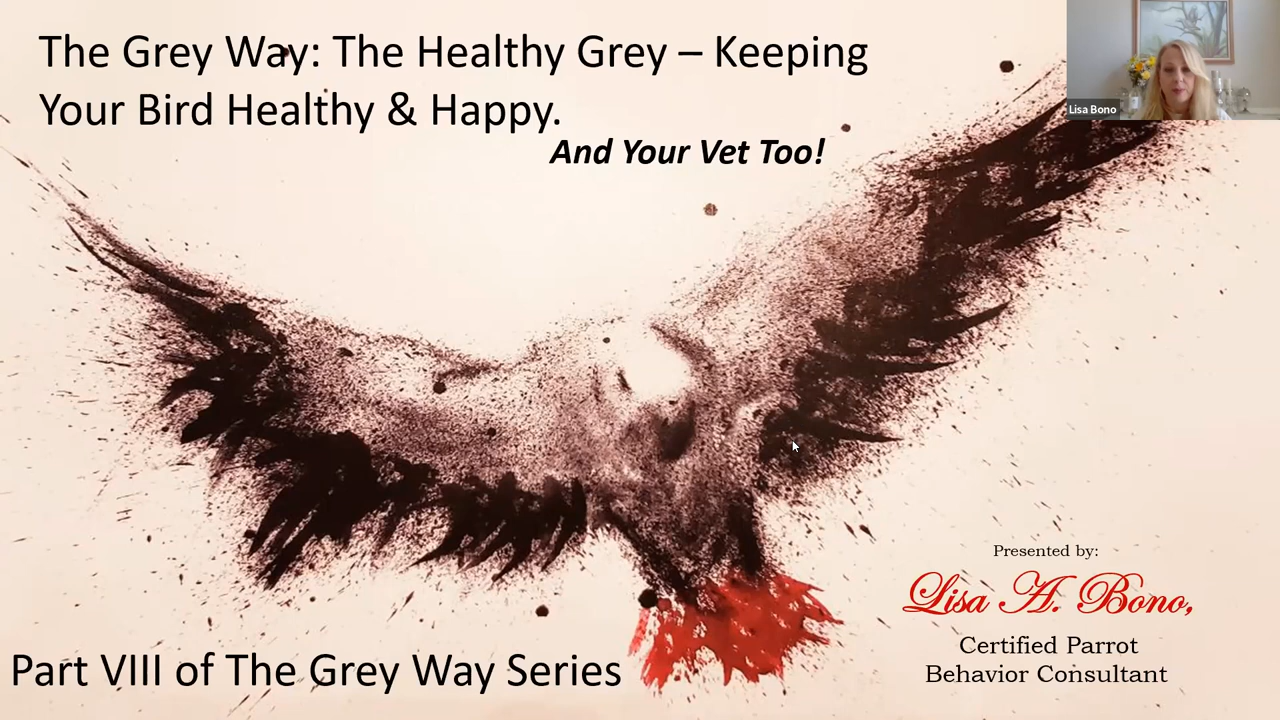 The Grey Way: The Healthy Grey – Keeping
Your Bird Healthy & Happy.
And Your Vet Too!
Lisa Bono
Presented by:
Lisa A. Bono,
Certified Parrot
Behavior Consultant
Part VIII of The Grey Way Series